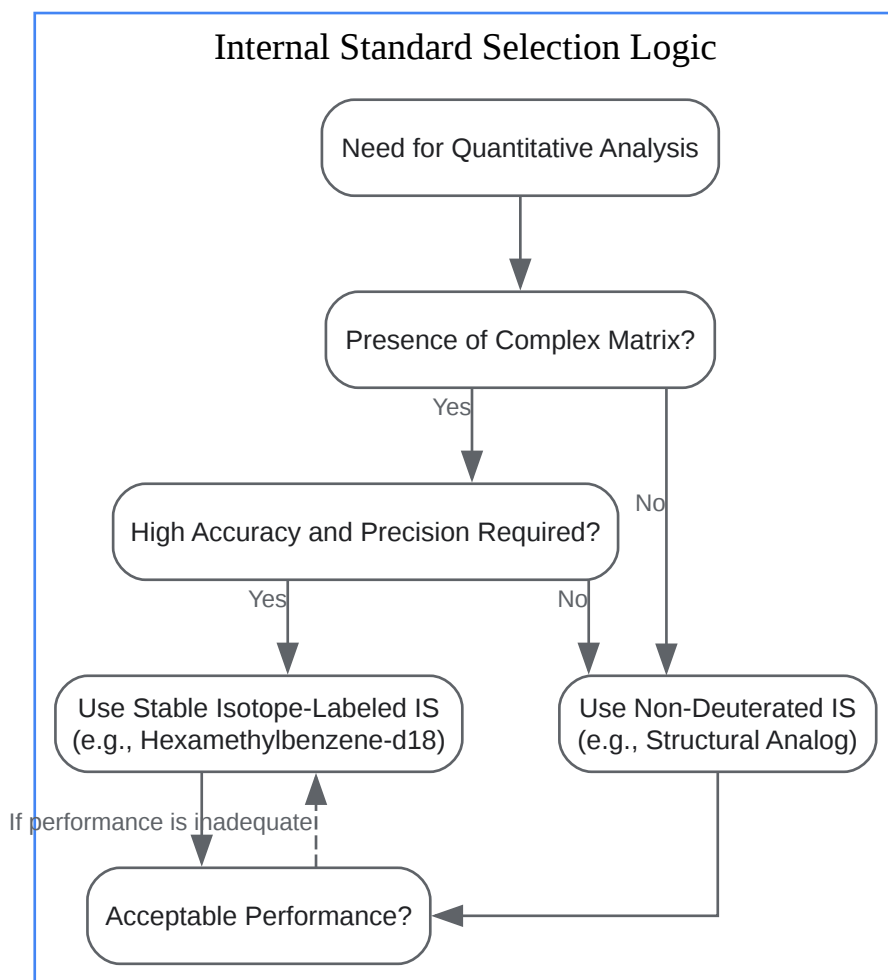 Internal Standard Selection Logic
Need for Quantitative Analysis
Presence of Complex Matrix?
Yes
No
High Accuracy and Precision Required?
Yes
No
Use Stable Isotope-Labeled IS
(e.g., Hexamethylbenzene-d18)
Use Non-Deuterated IS
(e.g., Structural Analog)
If performance is inadequate
Acceptable Performance?